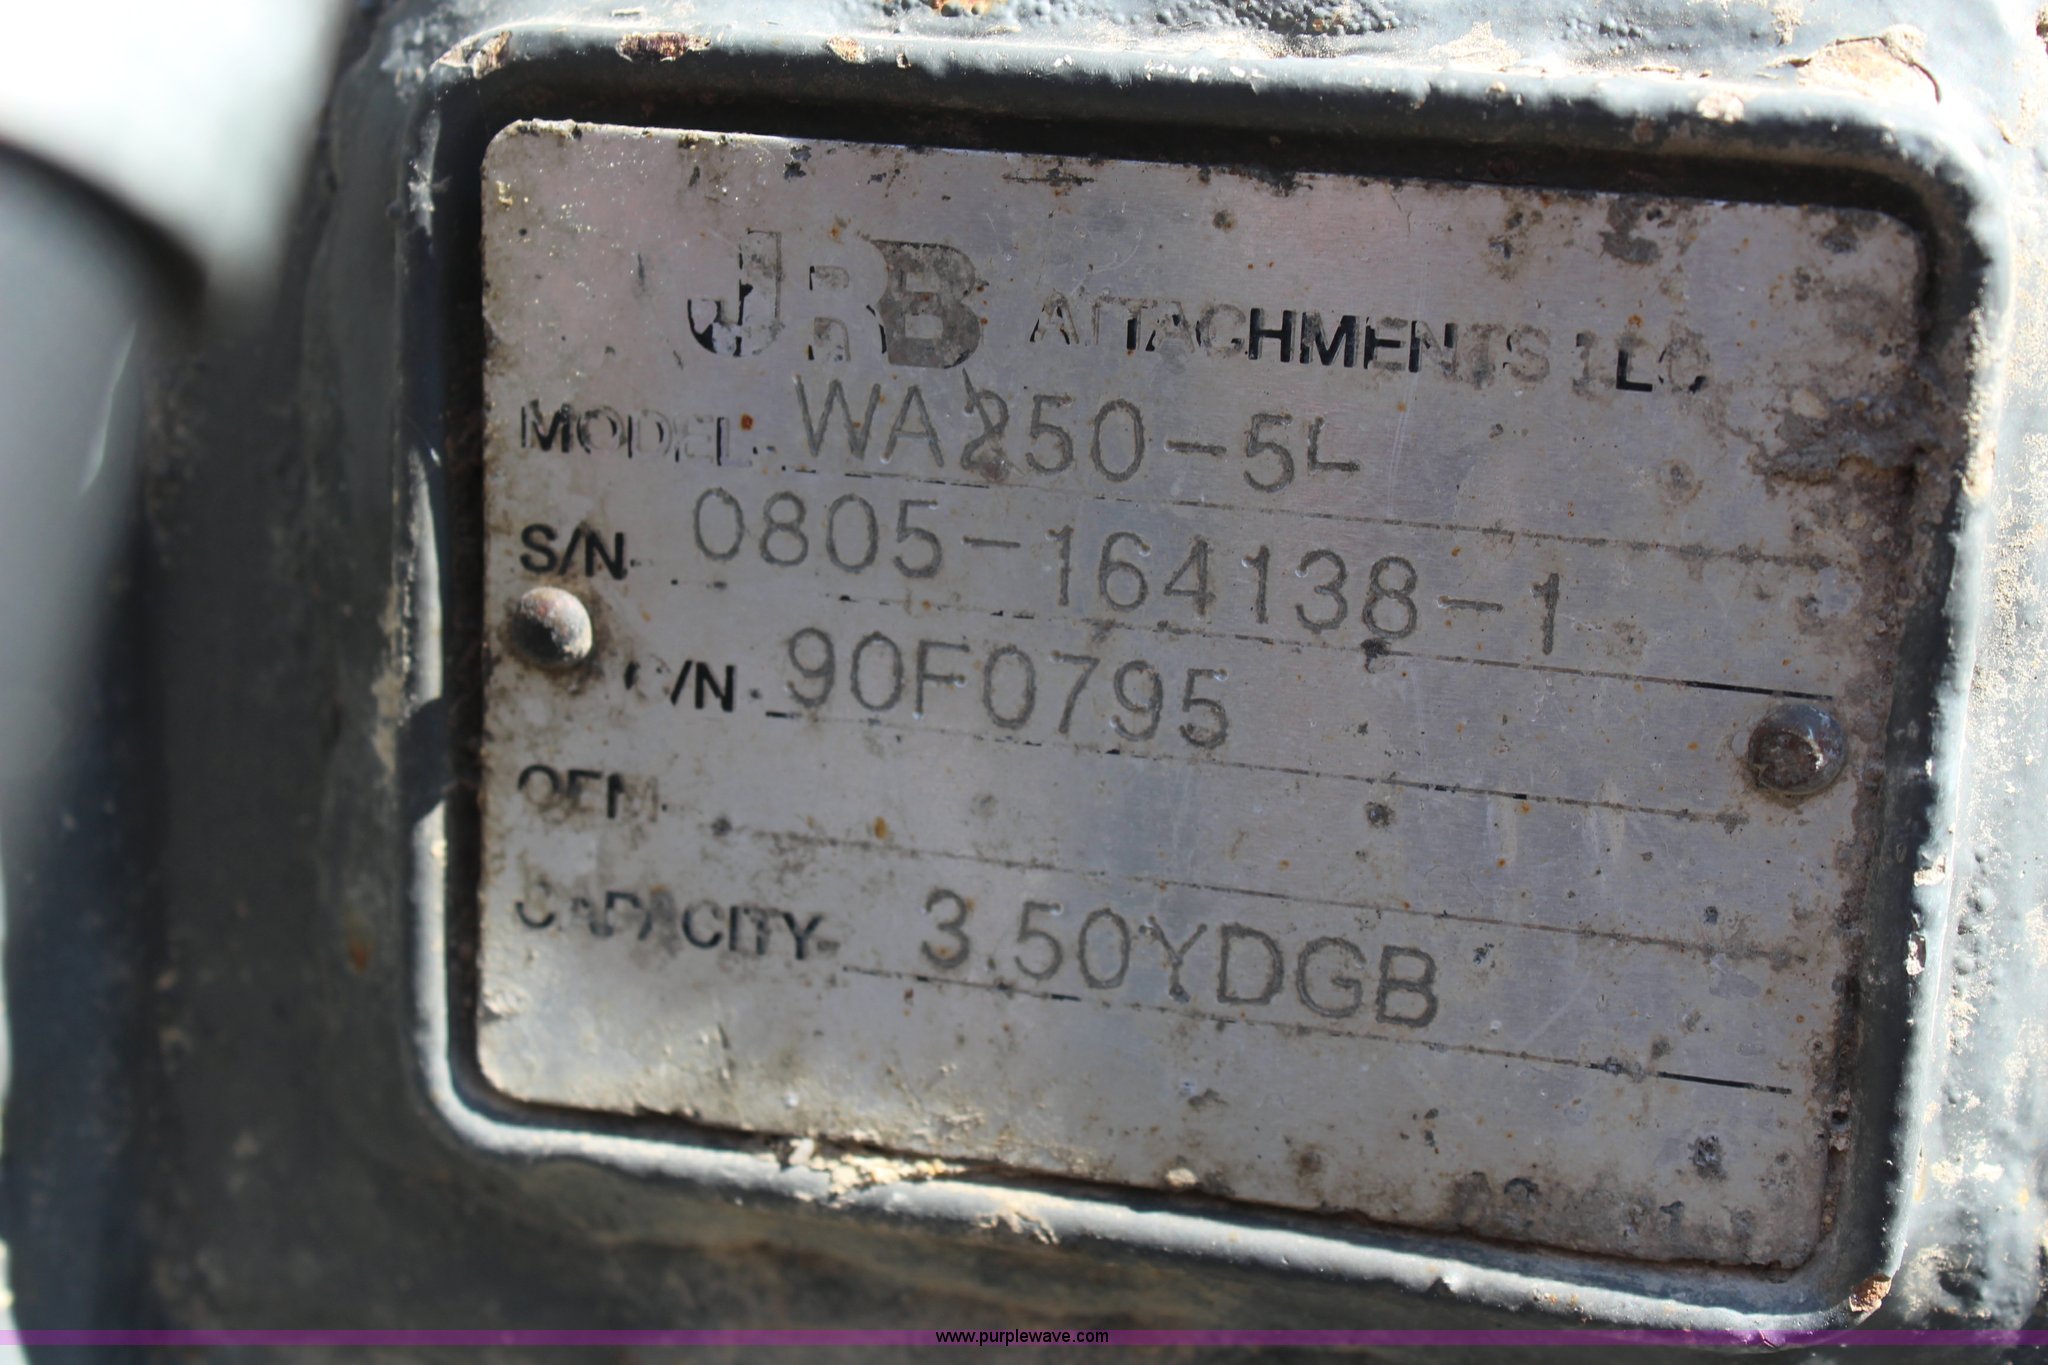 JRB ATTACHMENTS LLC
MODEL- WA250-5L
S/N- 0805-164138-1
/N- 90F0795
OEM-
CAPACITY- 3.50YDGB
www.purplewave.com